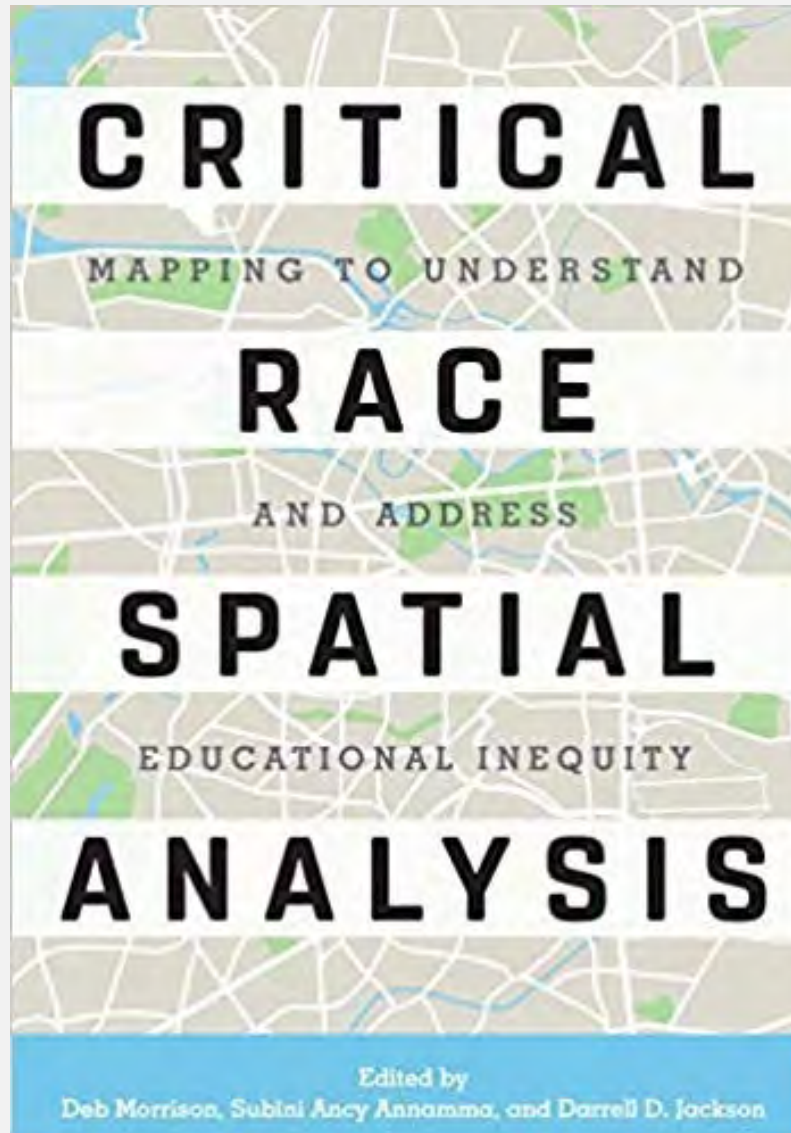 CRITICAL
MAPPING TO UNDERSTAND
RACE
AND ADDRESS
SPATIAL
EDUCATIONAL INEQUITY
ANALYSIS
Edited by
Deb Morrison, Subini Ancy Annamma, and Darrell D. Jackson